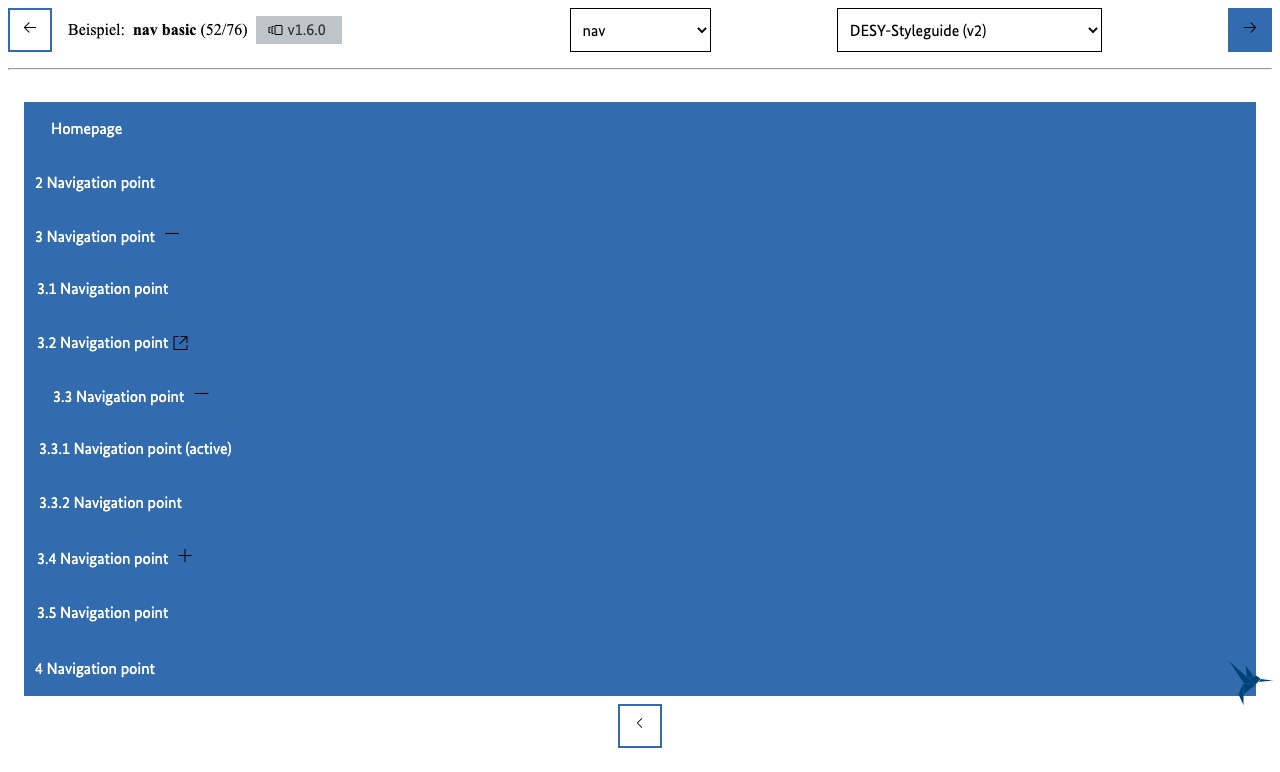 Beispiel: nav basic (52/76) v1.6.0 nav DESY-Styleguide (v2)
Homepage
2 Navigation point
3 Navigation point
3.1 Navigation point
3.2 Navigation point
3.3 Navigation point
3.3.1 Navigation point (active)
3.3.2 Navigation point
3.4 Navigation point
3.5 Navigation point
4 Navigation point